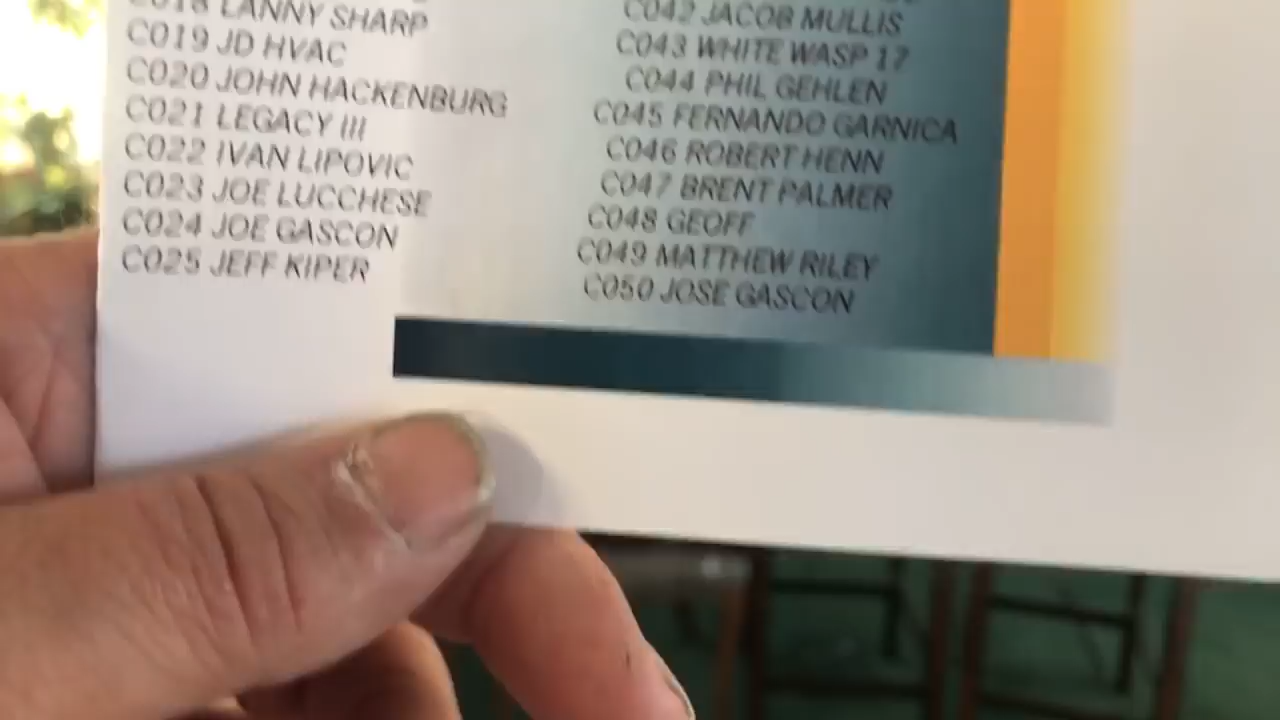 C018 LANNY SHARP
C019 JD HVAC
C020 JOHN HACKENBURG
C021 LEGACY III
C022 IVAN LIPOVIC
C023 JOE LUCCHESE
C024 JOE GASCON
C025 JEFF KIPER
C042 JACOB MULLIS
C043 WHITE WASP 17
C044 PHIL GEHLEN
C045 FERNANDO GARNICA
C046 ROBERT HENN
C047 BRENT PALMER
C048 GEOFF
C049 MATTHEW RILEY
C050 JOSE GASCON